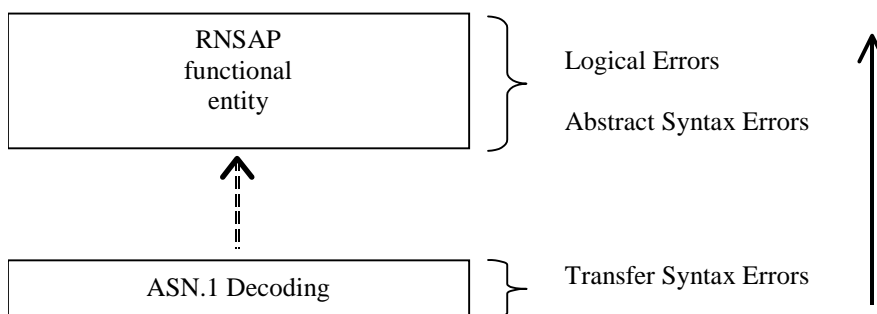 RNSAP
functional
entity
Logical Errors
Abstract Syntax Errors
ASN.1 Decoding
Transfer Syntax Errors